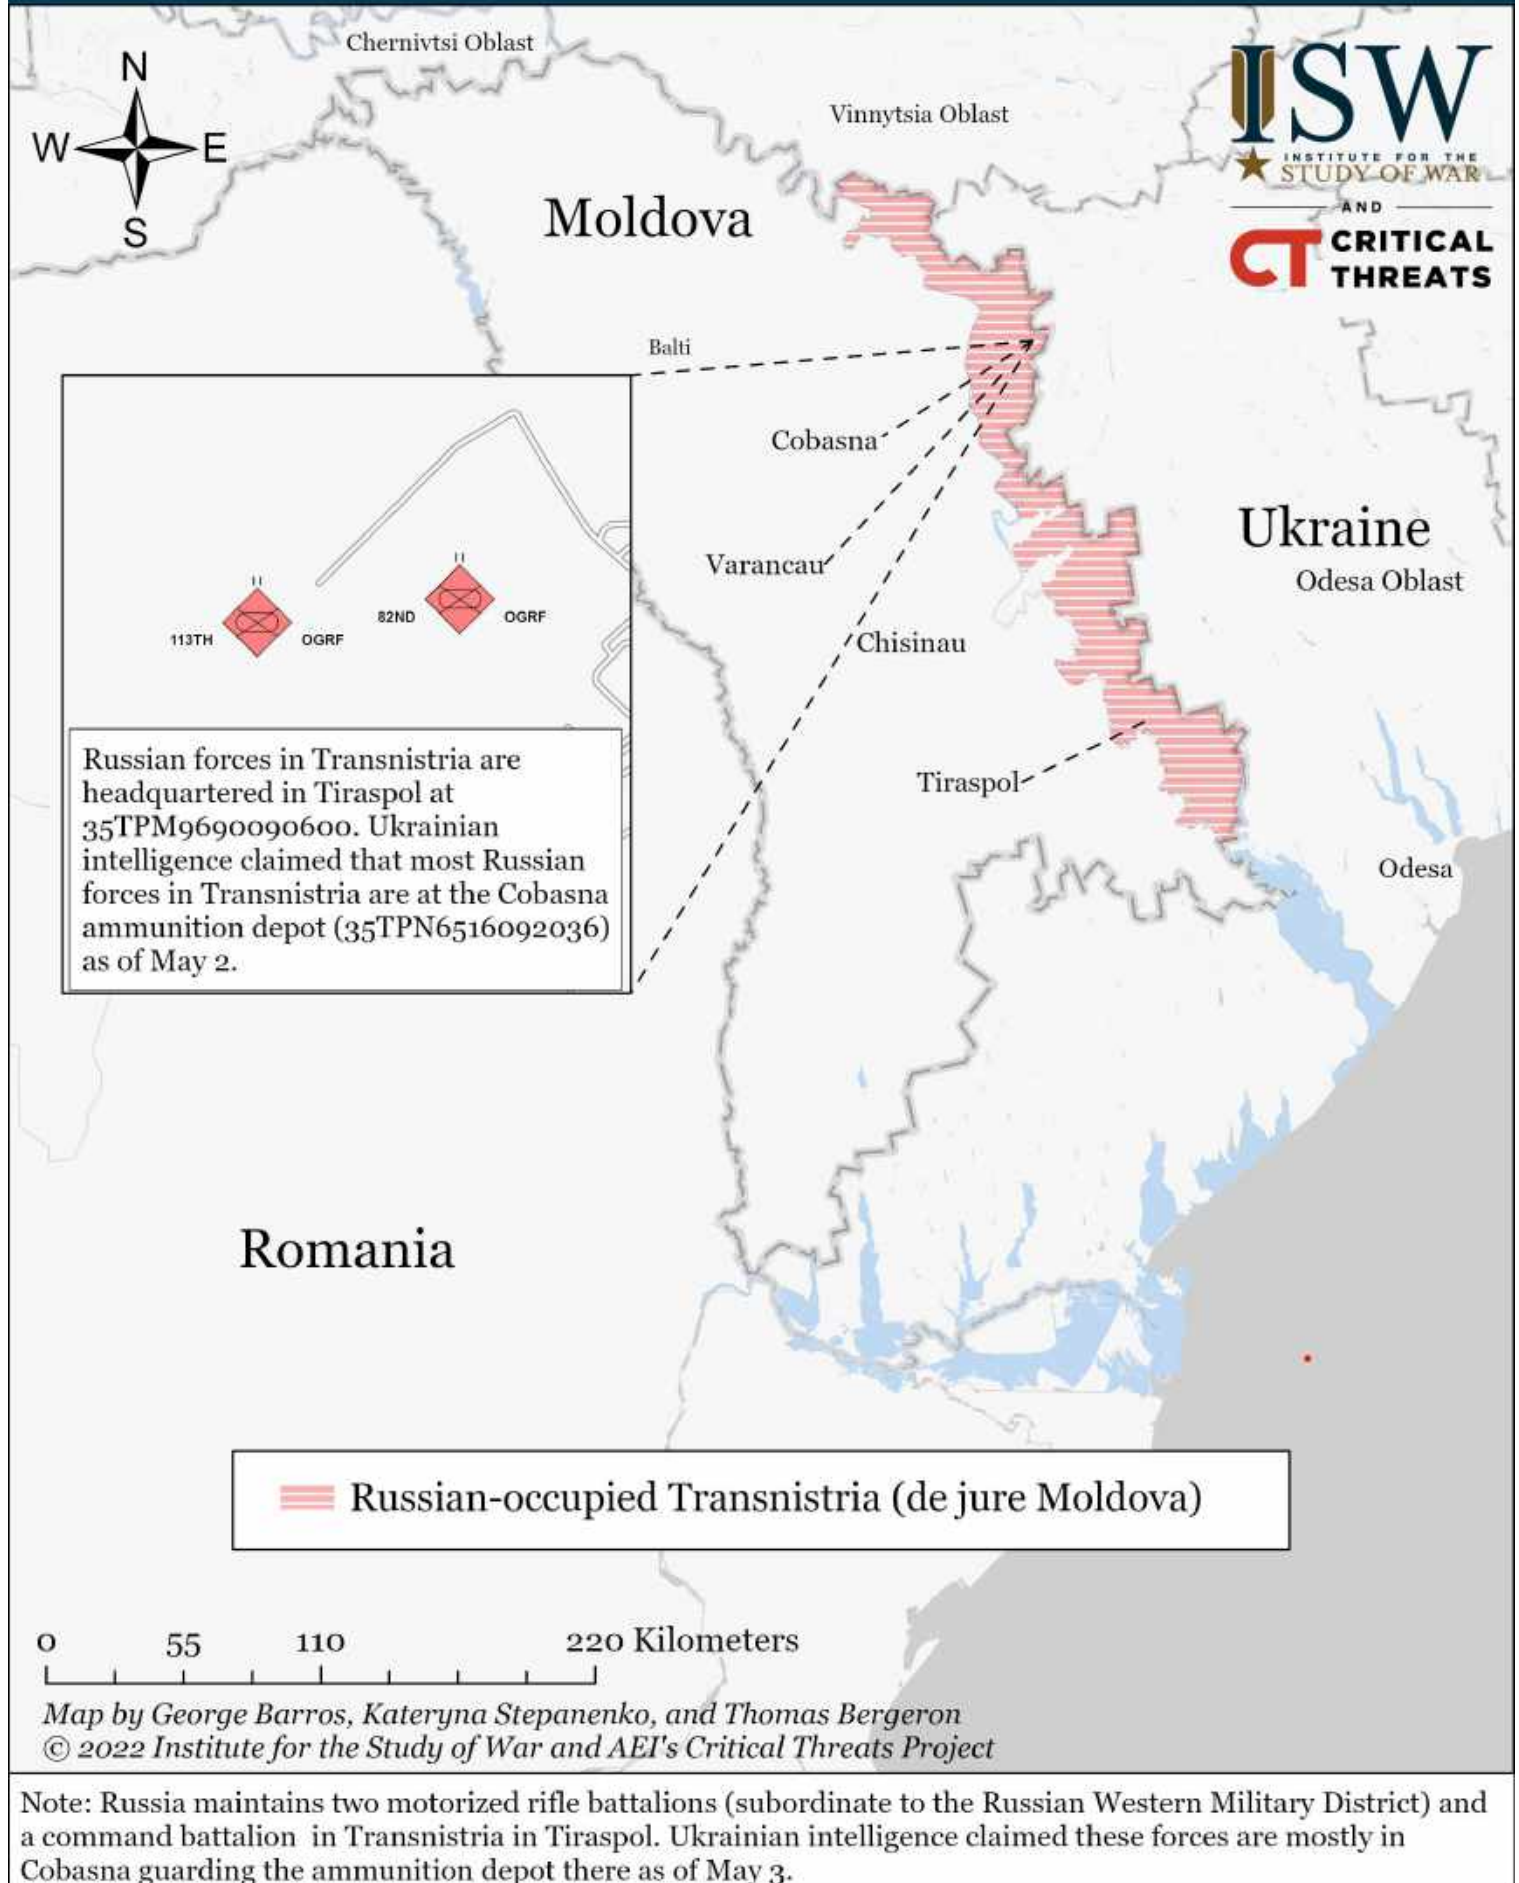 Chernivtsi Oblast
Vinnytsia Oblast
N
W
E
S
ISW
INSTITUTE FOR THE
STUDY OF WAR
AND
CT CRITICAL
THREATS
Moldova
Balti
Cobasna
Varancau
Chisinau
Tiraspol
Ukraine
Odesa Oblast
Odesa
II
113TH
OGRF
II
82ND
OGRF
Russian forces in Transnistria are
headquartered in Tiraspol at
35TPM9690090600. Ukrainian
intelligence claimed that most Russian
forces in Transnistria are at the Cobasna
ammunition depot (35TPN6516092036)
as of May 2.
Romania
Russian-occupied Transnistria (de jure Moldova)
0 55 110 220 Kilometers
Map by George Barros, Kateryna Stepanenko, and Thomas Bergeron
© 2022 Institute for the Study of War and AEI's Critical Threats Project
Note: Russia maintains two motorized rifle battalions (subordinate to the Russian Western Military District) and
a command battalion in Transnistria in Tiraspol. Ukrainian intelligence claimed these forces are mostly in
Cobasna guarding the ammunition depot there as of May 3.